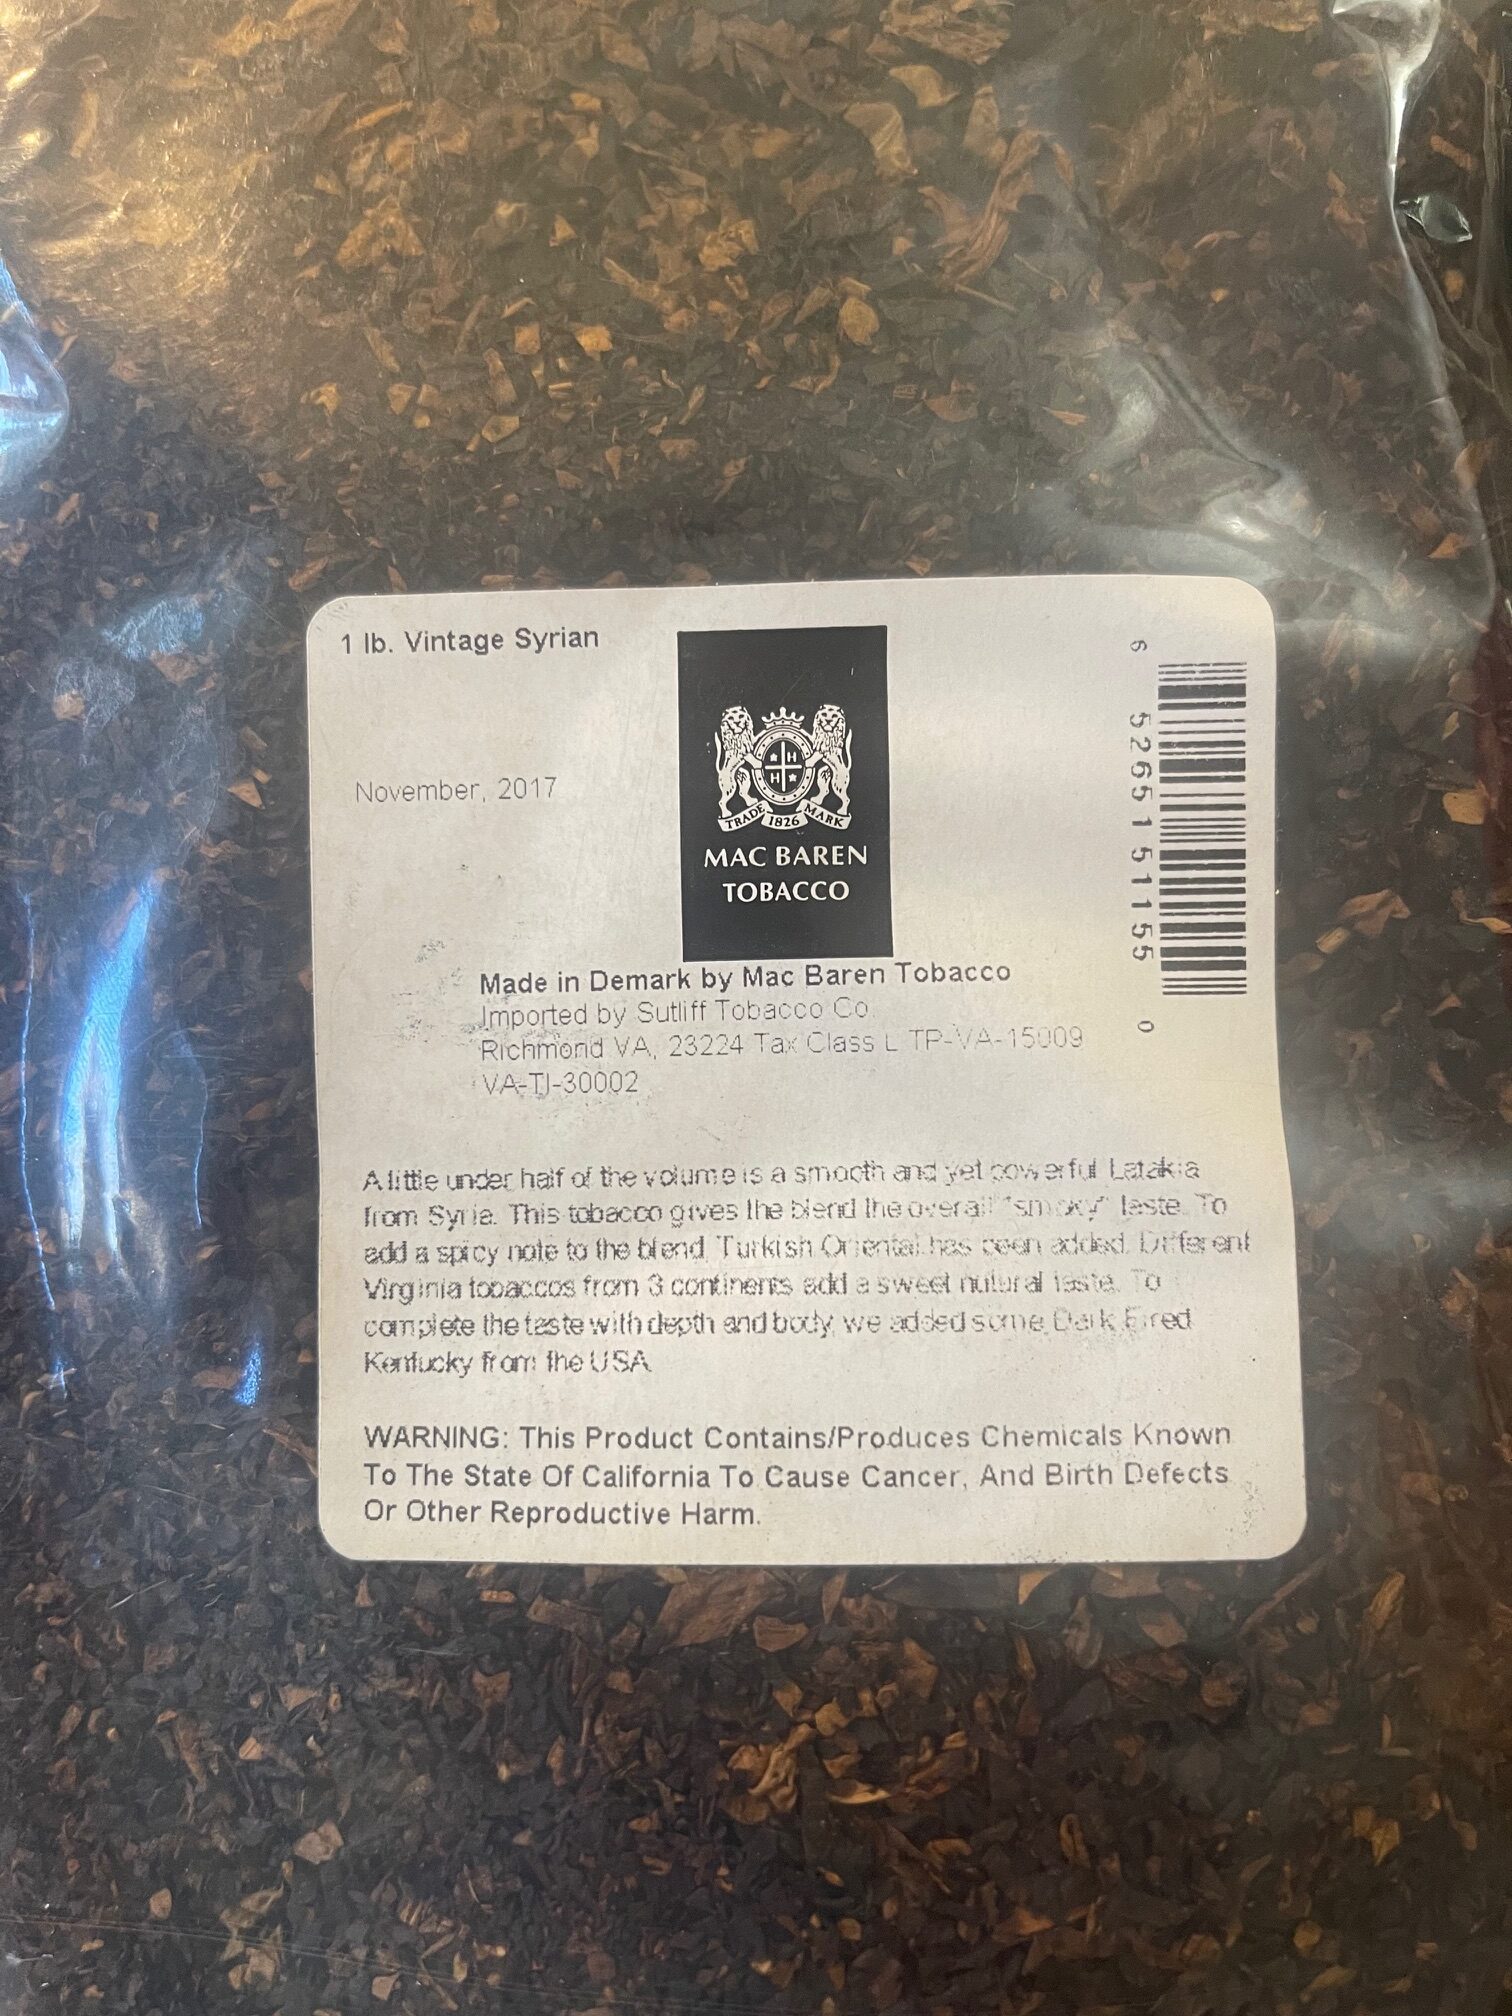 1 lb. Vintage Syrian
November, 2017
H
H
TRADE 1826 MARK
MAC BAREN
TOBACCO
6 52651 51155 0
Made in Demark by Mac Baren Tobacco
Imported by Sutliff Tobacco Co.
Richmond VA, 23224 Tax Class L TP-VA-15009
VA-TJ-30002
A little under half of the volume is a smooth and yet powerful Latakia
from Syria. This tobacco gives the blend the overall "smoky" taste. To
add a spicy note to the blend, Turkish Oriental has been added. Different
Virginia tobaccos from 3 continents add a sweet nutural taste. To
complete the taste with depth and body, we added some Dark Fired
Kentucky from the USA
WARNING: This Product Contains/Produces Chemicals Known
To The State Of California To Cause Cancer, And Birth Defects
Or Other Reproductive Harm.